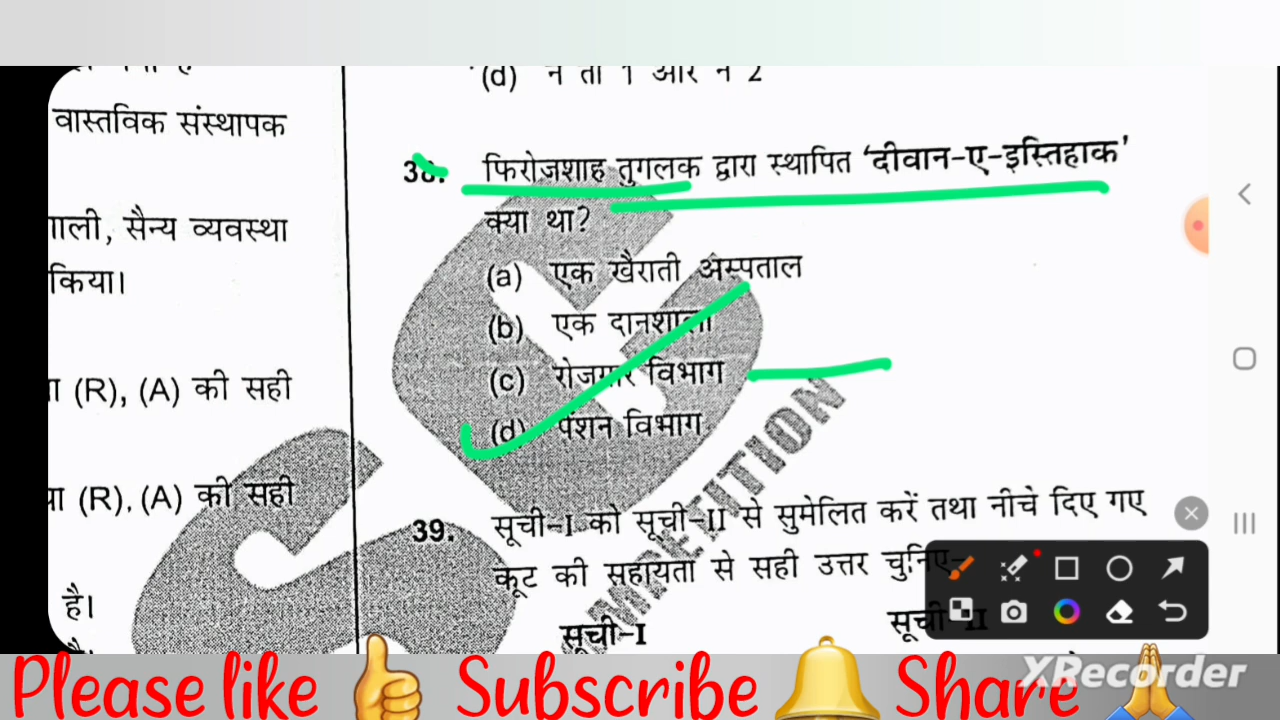 (d) न तो 1 और न 2
वास्तविक संस्थापक
38. फिरोजशाह तुगलक द्वारा स्थापित ‘दीवान-ए-इस्तिहाक’
क्या था?
ाली, सैन्य व्यवस्था
किया।
(a) एक खैराती अस्पताल
(b) एक दानशाला
(c) रोजगार विभाग
(d) पेंशन विभाग
ा (R), (A) की सही
या (R), (A) की सही
39. सूची-I को सूची-II से सुमेलित करें तथा नीचे दिए गए
कूट की सहायता से सही उत्तर चुनिए-
है।
सूची-I सूची-II
MPETITION
Please like Subscribe Share
XRecorder